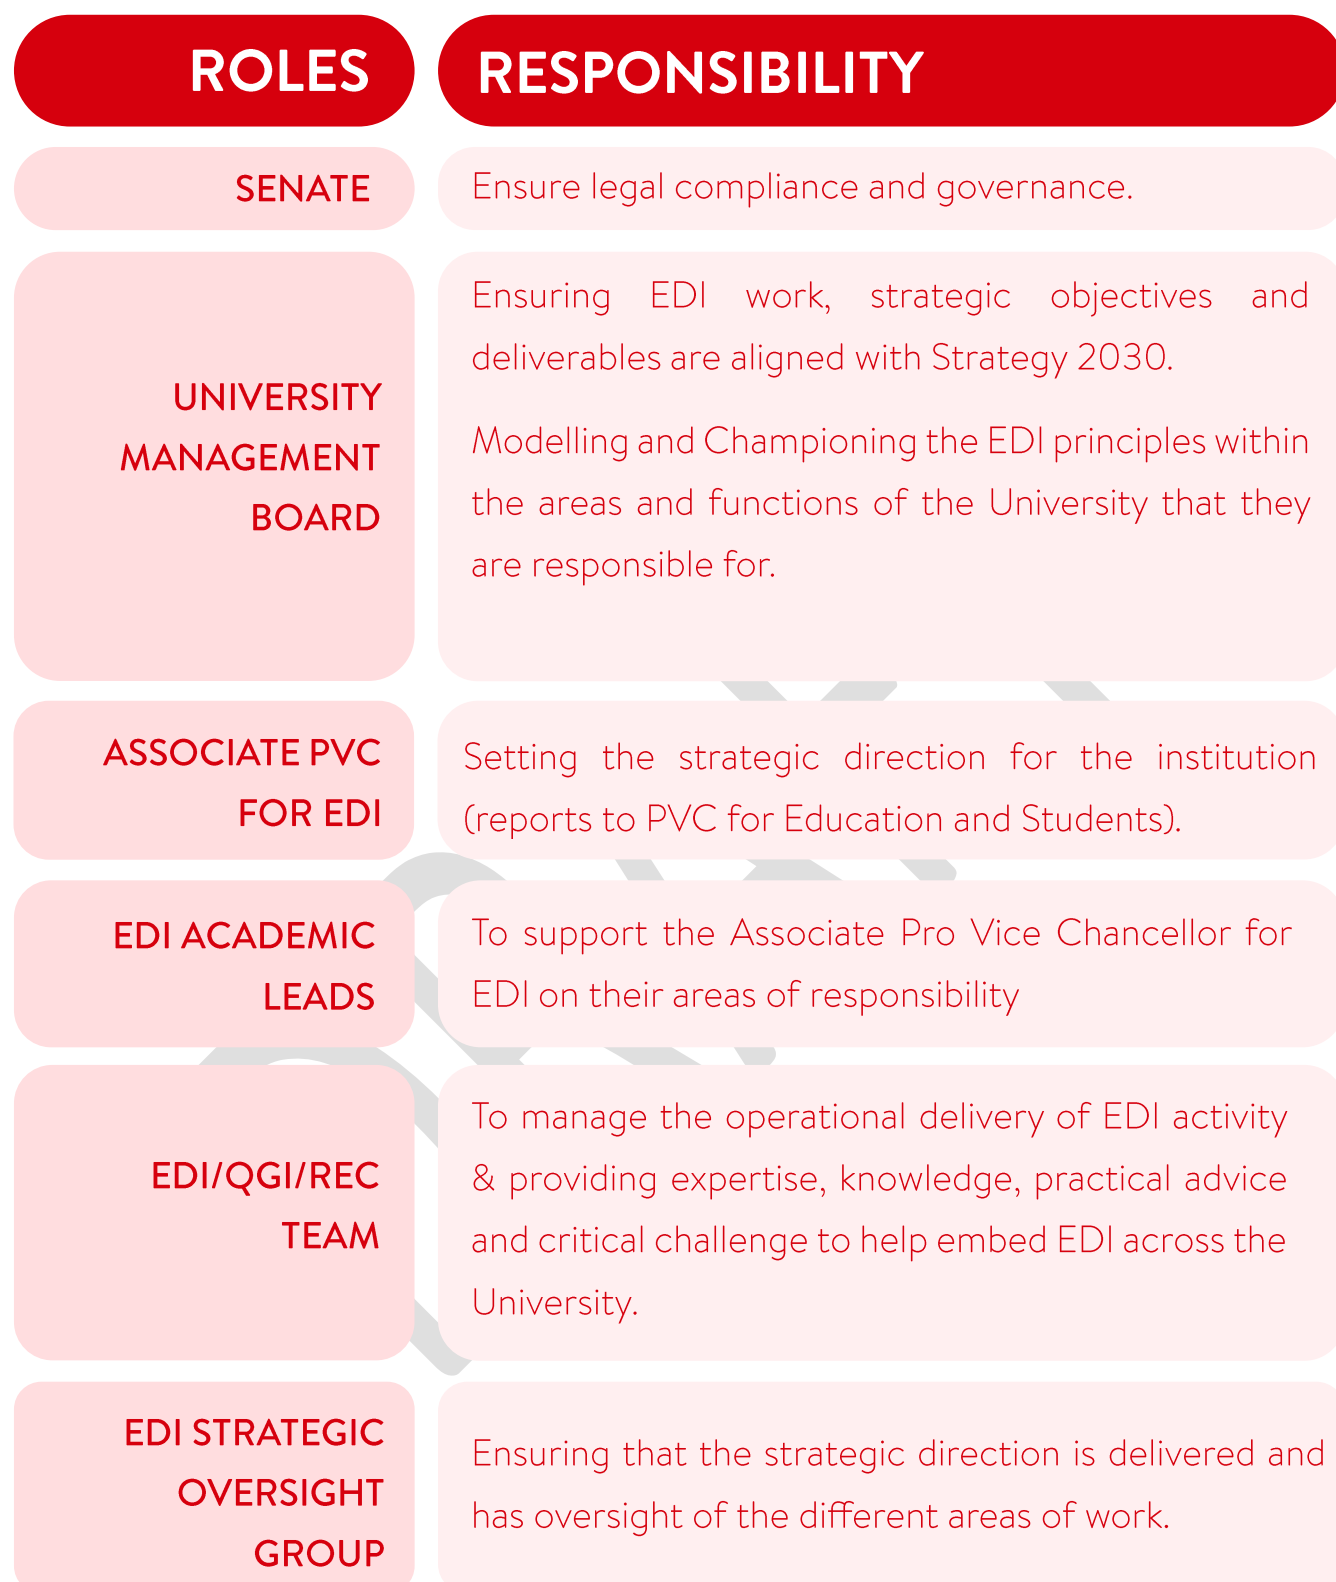 ROLES
RESPONSIBILITY
SENATE
Ensure legal compliance and governance.
UNIVERSITY
MANAGEMENT
BOARD
Ensuring EDI work, strategic objectives and
deliverables are aligned with Strategy 2030.
Modelling and Championing the EDI principles within
the areas and functions of the University that they
are responsible for.
ASSOCIATE PVC
FOR EDI
Setting the strategic direction for the institution
(reports to PVC for Education and Students).
EDI ACADEMIC
LEADS
To support the Associate Pro Vice Chancellor for
EDI on their areas of responsibility
EDI/QGI/REC
TEAM
To manage the operational delivery of EDI activity
& providing expertise, knowledge, practical advice
and critical challenge to help embed EDI across the
University.
EDI STRATEGIC
OVERSIGHT
GROUP
Ensuring that the strategic direction is delivered and
has oversight of the different areas of work.